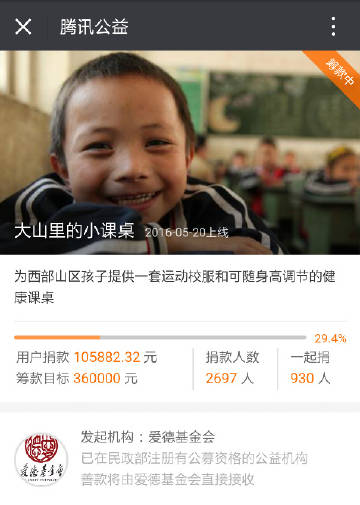 腾讯公益
筹款中
大山里的小课桌 2016-05-20上线
为西部山区孩子提供一套运动校服和可随身高调节的健
康课桌
29.4%
用户捐款 105882.32 元
捐款人数
一起捐
筹款目标 360000 元
2697 人
930 人
发起机构：爱德基金会
已在民政部注册有公募资格的公益机构
善款将由爱德基金会直接接收
爱德基金会